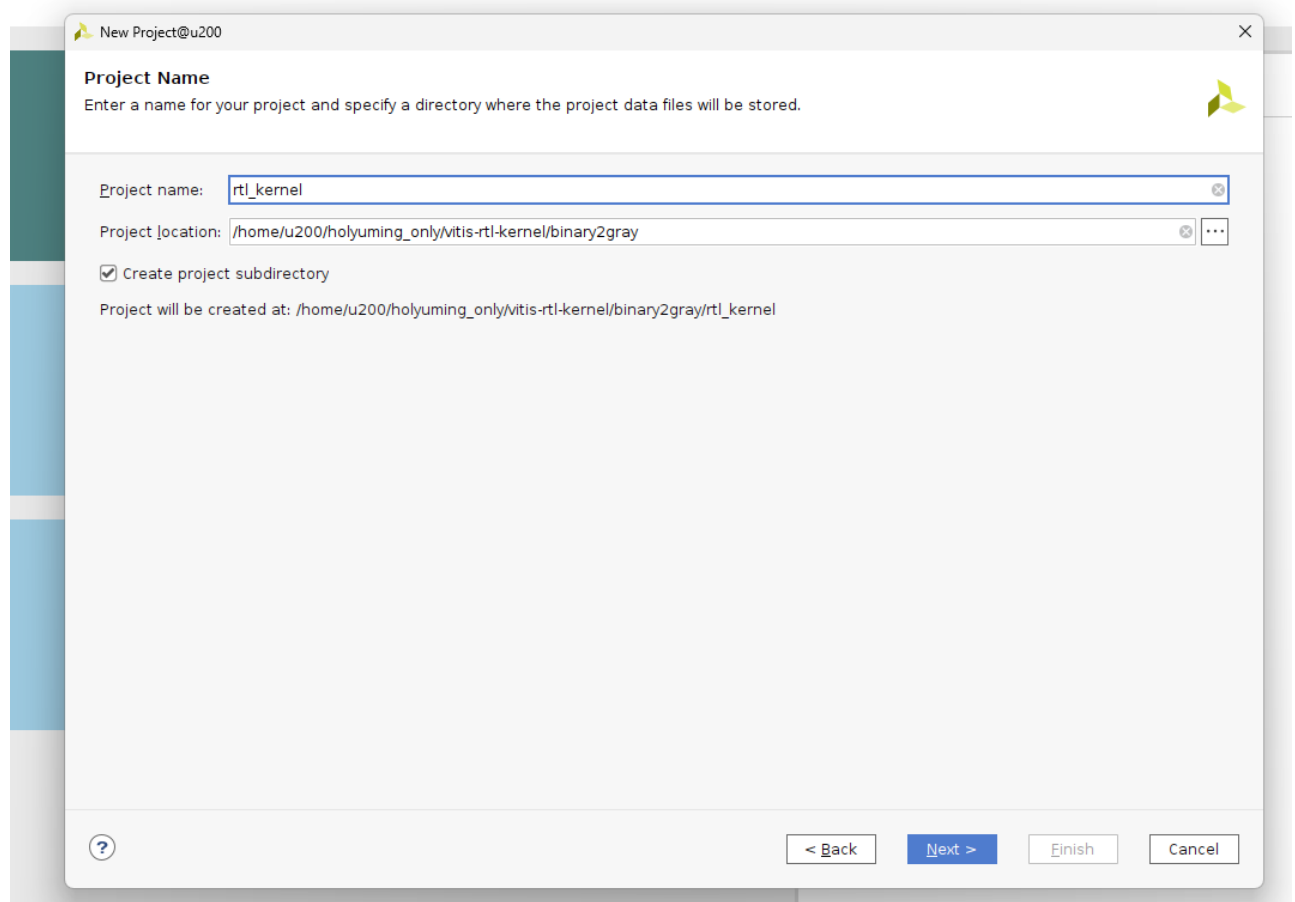 New Project@u200
Project Name
Enter a name for your project and specify a directory where the project data files will be stored.
Project name: rtl_kernel
Project location: /home/u200/holyuming_only/vitis-rtl-kernel/binary2gray ...
Create project subdirectory
Project will be created at: /home/u200/holyuming_only/vitis-rtl-kernel/binary2gray/rtl_kernel
? < Back Next > Finish Cancel